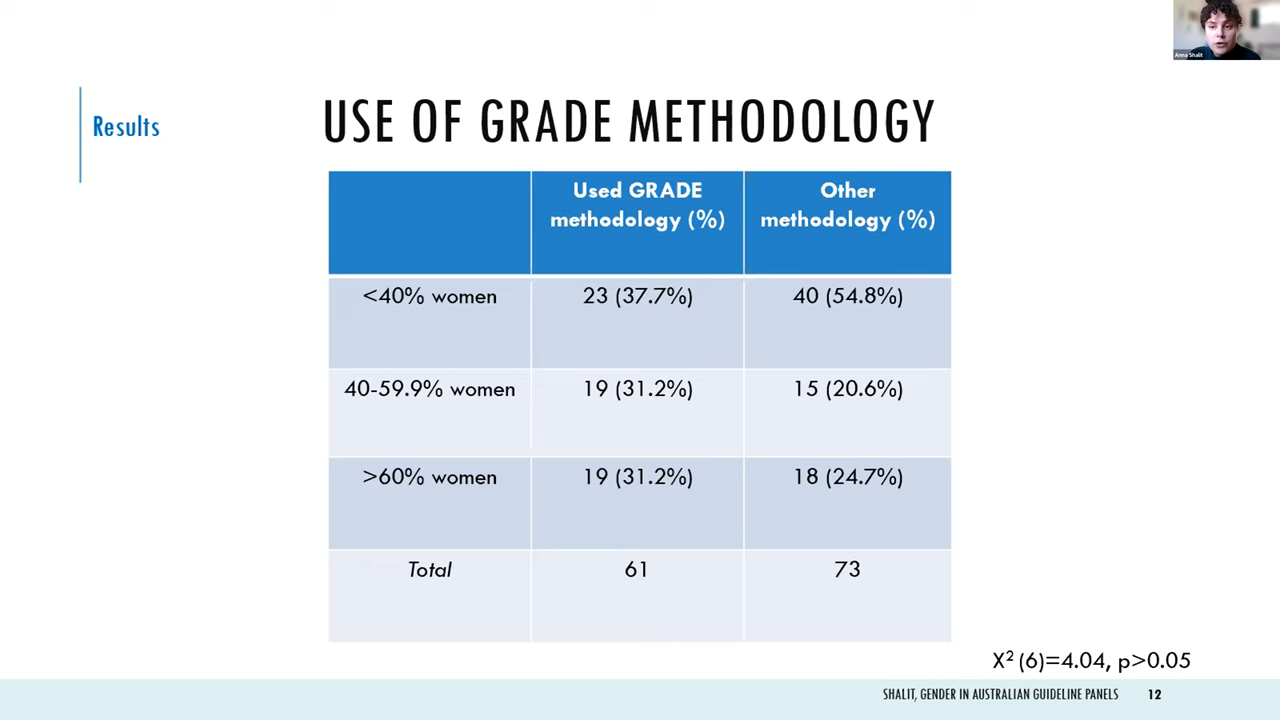 Anna Shalit
Results
USE OF GRADE METHODOLOGY
Used GRADE methodology (%)
Other methodology (%)
<40% women
23 (37.7%)
40 (54.8%)
40-59.9% women
19 (31.2%)
15 (20.6%)
>60% women
19 (31.2%)
18 (24.7%)
Total
61
73
X² (6)=4.04, p>0.05
SHALIT, GENDER IN AUSTRALIAN GUIDELINE PANELS
12